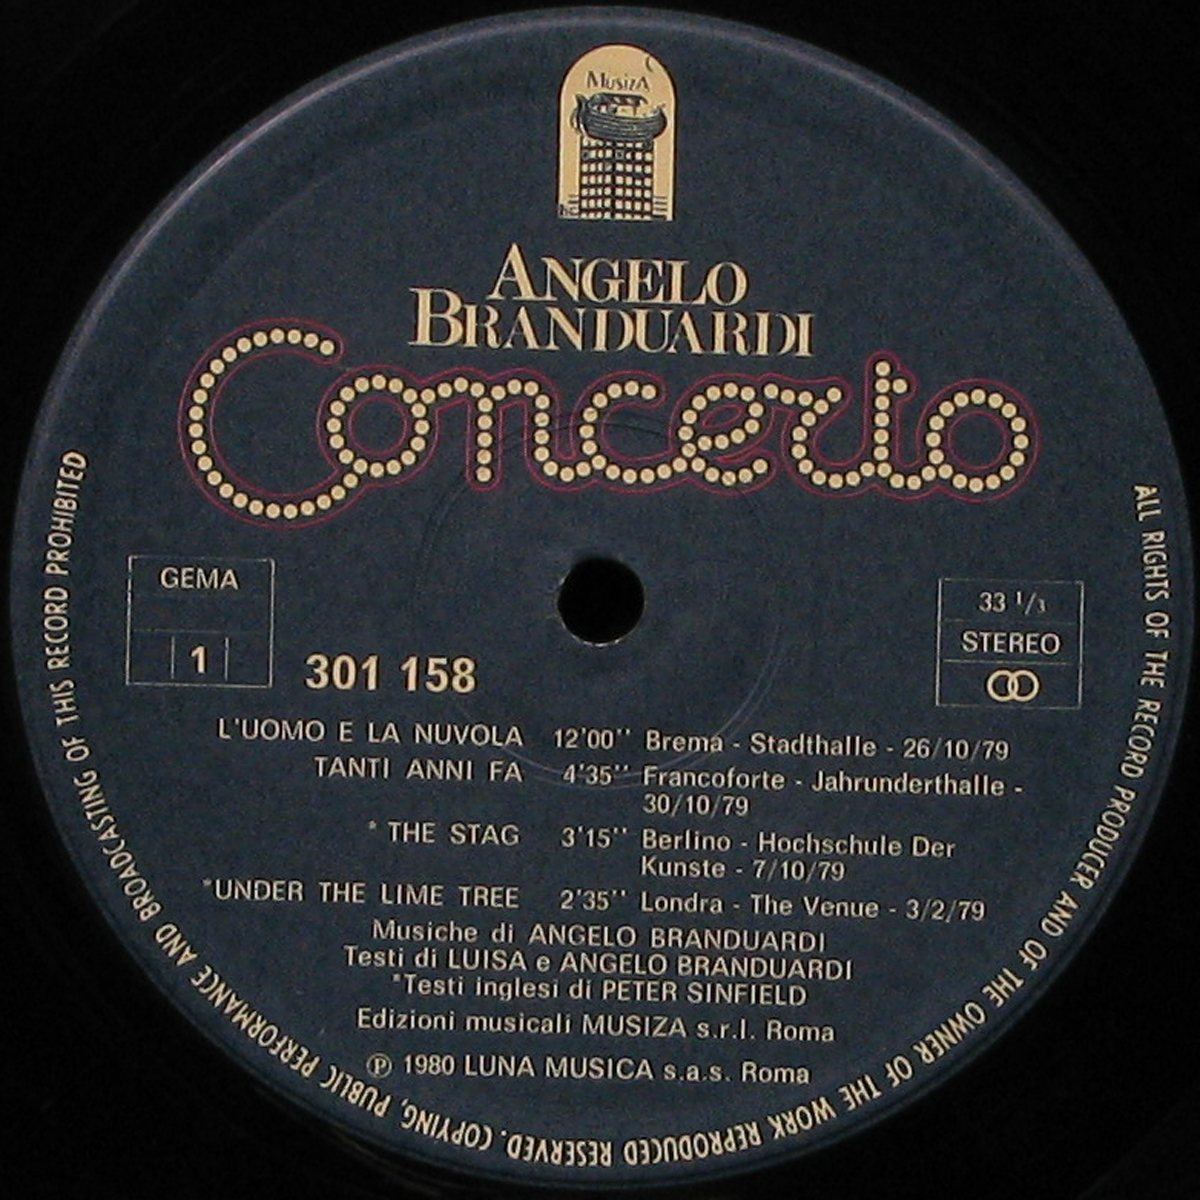 MusizA
ANGELO
BRANDUARDI
Concerto
GEMA
1
301 158
33 1/3
STEREO
L'UOMO E LA NUVOLA 12'00'' Brema - Stadthalle - 26/10/79
TANTI ANNI FA 4'35'' Francoforte - Jahrunderthalle -
30/10/79
* THE STAG 3'15'' Berlino - Hochschule Der
Kunste - 7/10/79
*UNDER THE LIME TREE 2'35'' Londra - The Venue - 3/2/79
Musiche di ANGELO BRANDUARDI
Testi di LUISA e ANGELO BRANDUARDI
*Testi inglesi di PETER SINFIELD
Edizioni musicali MUSIZA s.r.l. Roma
℗ 1980 LUNA MUSICA s.a.s. Roma
ALL RIGHTS OF THE RECORD PRODUCER AND OF THE OWNER OF THE WORK REPRODUCED RESERVED. COPYING, PUBLIC PERFORMANCE AND BROADCASTING OF THIS RECORD PROHIBITED